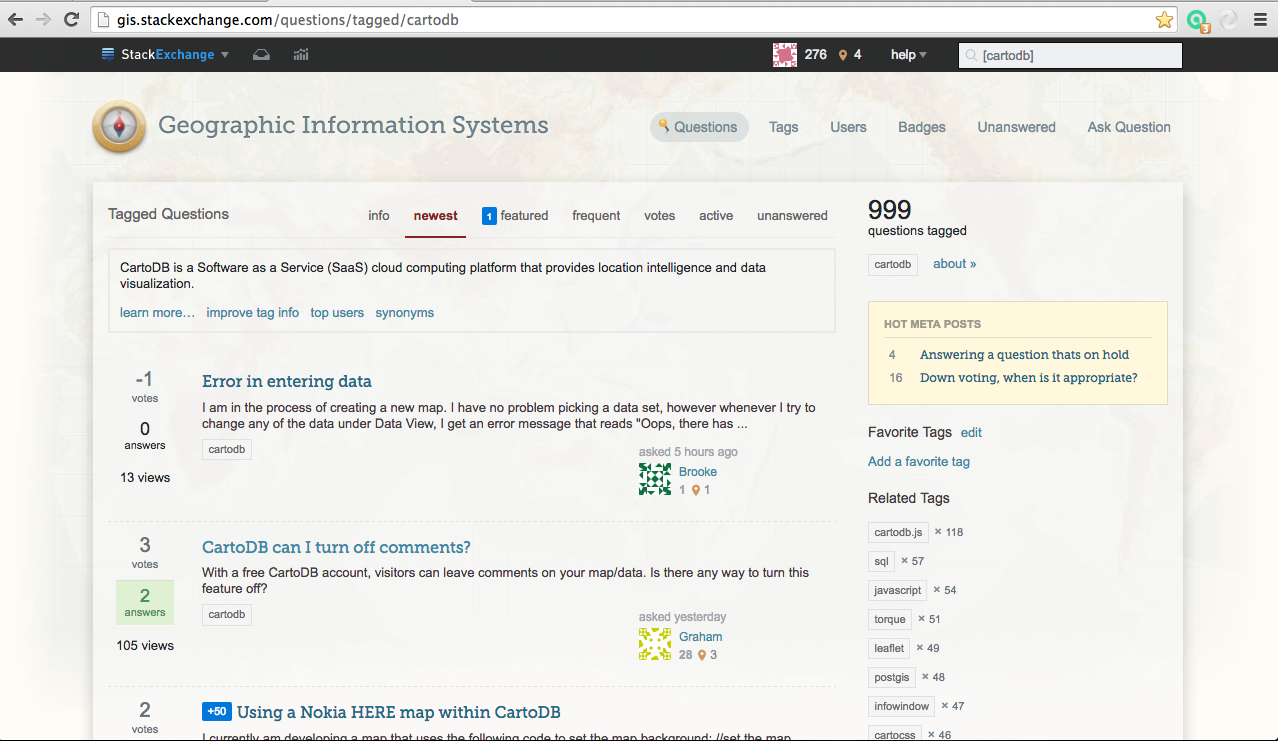 gis.stackexchange.com/questions/tagged/cartodb
3
StackExchange
276 4
help
[cartodb]
Geographic Information Systems
Questions Tags Users Badges Unanswered Ask Question
Tagged Questions
info newest 1 featured frequent votes active unanswered
CartoDB is a Software as a Service (SaaS) cloud computing platform that provides location intelligence and data
visualization.
learn more… improve tag info top users synonyms
-1
votes
0
answers
13 views
Error in entering data
I am in the process of creating a new map. I have no problem picking a data set, however whenever I try to
change any of the data under Data View, I get an error message that reads "Oops, there has ...
cartodb
asked 5 hours ago
Brooke
1 1
3
votes
2
answers
105 views
CartoDB can I turn off comments?
With a free CartoDB account, visitors can leave comments on your map/data. Is there any way to turn this
feature off?
cartodb
asked yesterday
Graham
28 3
2
votes
+50 Using a Nokia HERE map within CartoDB
I currently am developing a map that uses the following code to set the map background: //set the map
999
questions tagged
cartodb about »
HOT META POSTS
4 Answering a question thats on hold
16 Down voting, when is it appropriate?
Favorite Tags edit
Add a favorite tag
Related Tags
cartodb.js × 118
sql × 57
javascript × 54
torque × 51
leaflet × 49
postgis × 48
infowindow × 47
cartocss × 46